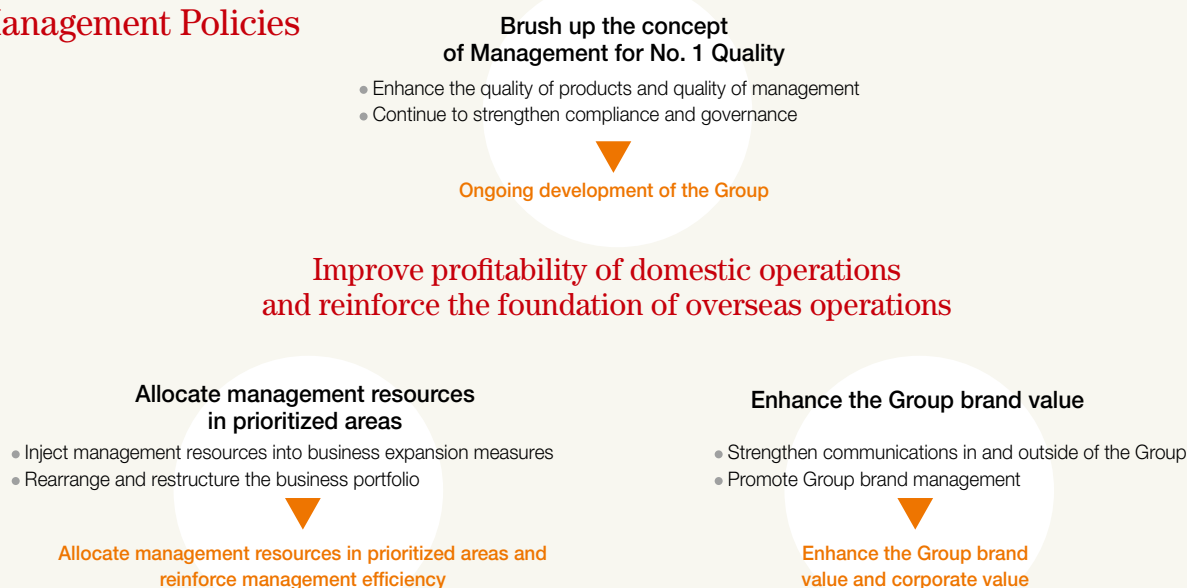 anagement Policies
Brush up the concept
of Management for No. 1 Quality
● Enhance the quality of products and quality of management
● Continue to strengthen compliance and governance
Ongoing development of the Group
Improve profitability of domestic operations
and reinforce the foundation of overseas operations
Allocate management resources
in prioritized areas
● Inject management resources into business expansion measures
● Rearrange and restructure the business portfolio
Allocate management resources in prioritized areas and
reinforce management efficiency
Enhance the Group brand value
● Strengthen communications in and outside of the Group
● Promote Group brand management
Enhance the Group brand
value and corporate value